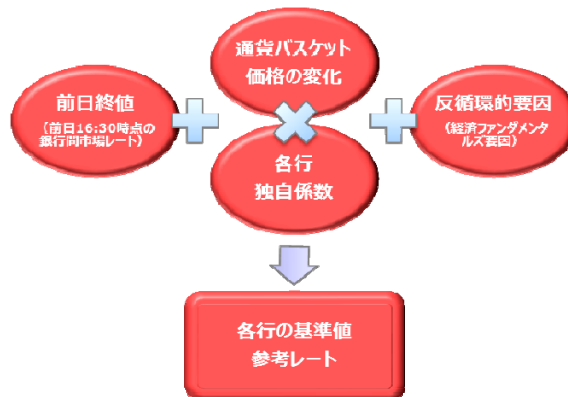 通貨バスケット
価格の変化
前日終値
(前日16:30時点の
銀行間市場レート)
反循環的要因
(経済ファンダメンタ
ルズ要因)
各行
独自係数
各行の基準値
参考レート